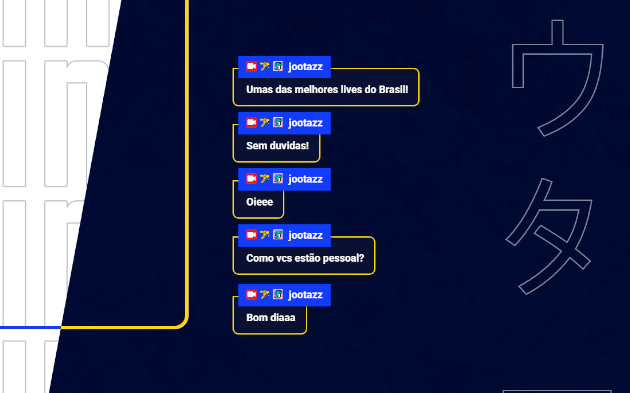 jootazz
Umas das melhores lives do Brasil!
jootazz
Sem duvidas!
jootazz
Oieee
jootazz
Como vcs estão pessoal?
jootazz
Bom diaaa
ウ
タ